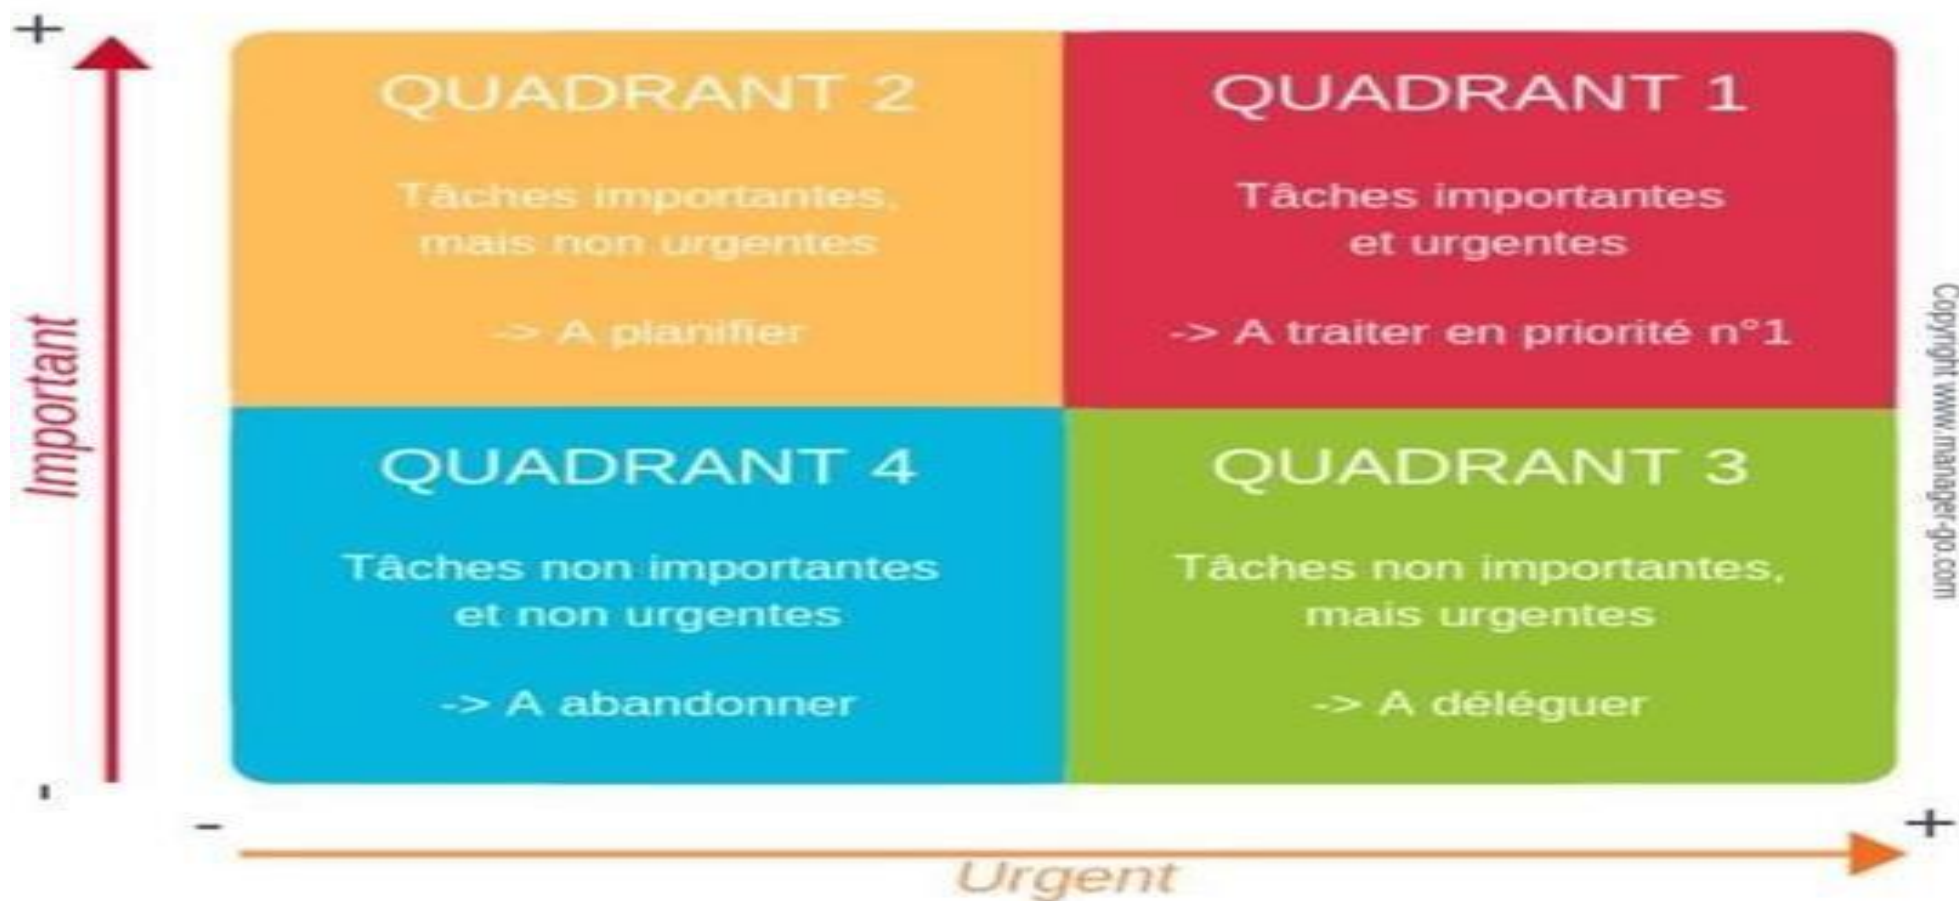 +
QUADRANT 2
Tâches importantes,
mais non urgentes
-> A planifier
QUADRANT 1
Tâches importantes
et urgentes
-> A traiter en priorité n°1
Important
QUADRANT 4
Tâches non importantes
et non urgentes
-> A abandonner
QUADRANT 3
Tâches non importantes,
mais urgentes
-> A déléguer
Copyright www.manager-go.com
-
-
+
Urgent